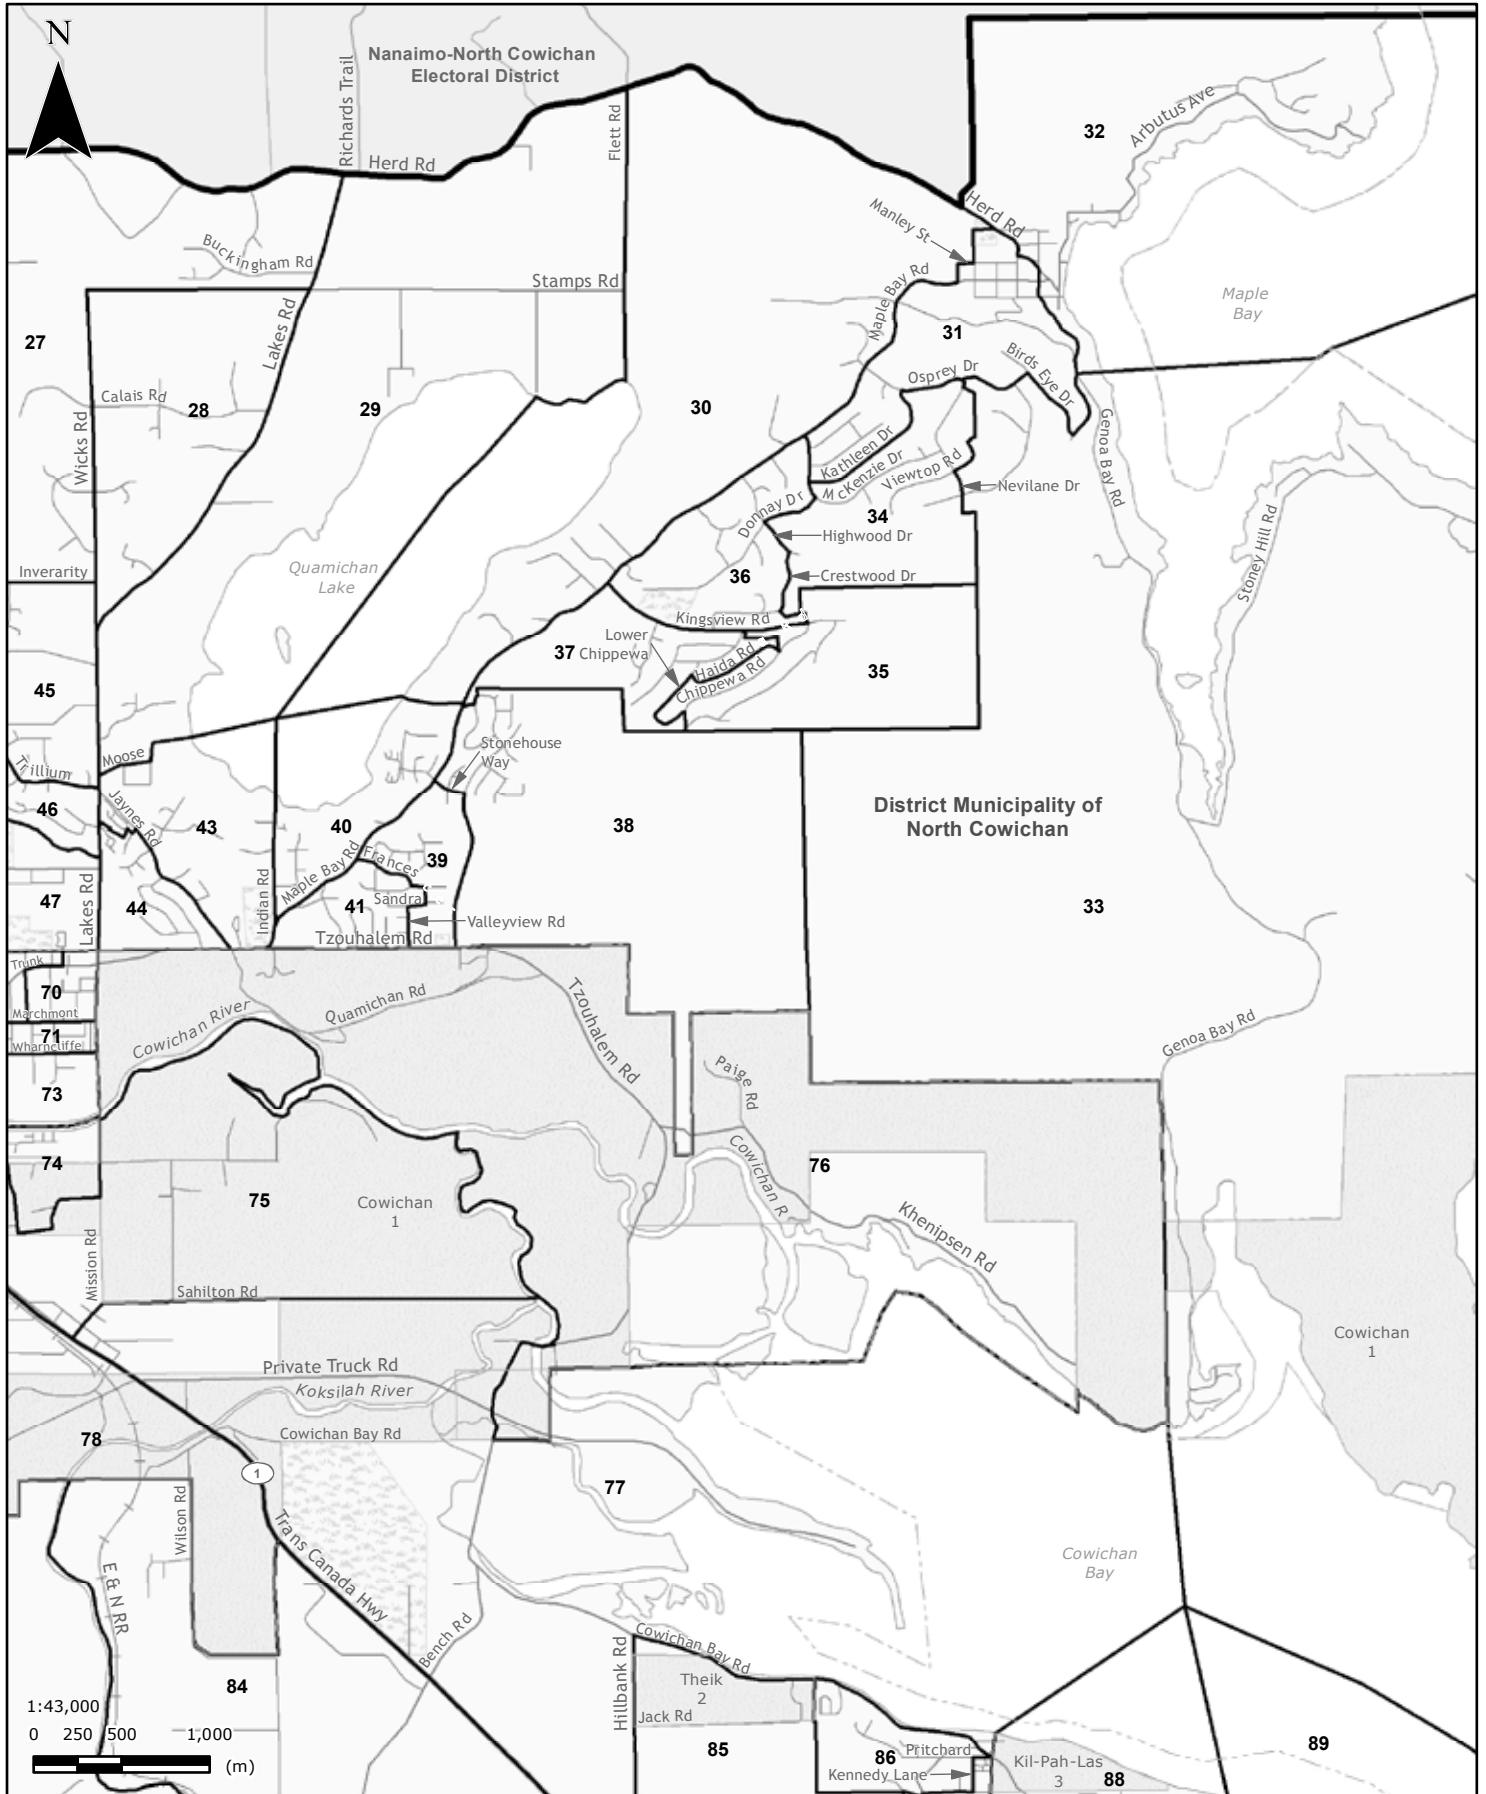 N
Nanaimo-North Cowichan
Electoral District
Richards Trail
Herd Rd
Flett Rd
32
Arbutus Ave
Herd Rd
Manley St
Buckingham Rd
Stamps Rd
Maple Bay Rd
Maple
Bay
27
Lakes Rd
31
Birds Eye Dr
Osprey Dr
Calais Rd
28
29
30
Wicks Rd
Genoa Bay Rd
Kathleen Dr
McKenzie Dr
Viewtop Rd
Nevilane Dr
Donnay Dr
34
Highwood Dr
Stoney Hill Rd
Inverarity
Quamichan
Lake
36
Crestwood Dr
Kingsview Rd
Lower
Chippewa
37
Haida Rd
Chippewa Rd
35
45
Stonehouse
Way
Moose
Trillium
Jaynes Rd
46
43
40
38
District Municipality of
North Cowichan
Maple Bay Rd
Frances
39
47
Lakes Rd
44
Indian Rd
41
Sandra
Valleyview Rd
33
Tzouhalem Rd
Trunk
70
Marchmont
71
Wharncliffe
Cowichan River
Quamichan Rd
Tzouhalem Rd
Genoa Bay Rd
73
Paige Rd
74
Cowichan R
76
75
Cowichan
1
Khenipsen Rd
Mission Rd
Sahilton Rd
Cowichan
1
Private Truck Rd
Koksilah River
78
Cowichan Bay Rd
1
77
Wilson Rd
Trans Canada Hwy
E & N RR
Cowichan
Bay
Bench Rd
Hillbank Rd
Cowichan Bay Rd
84
Theik
2
Jack Rd
1:43,000
0 250 500 1,000
(m)
85
86
Pritchard
Kennedy Lane
Kil-Pah-Las
3
88
89